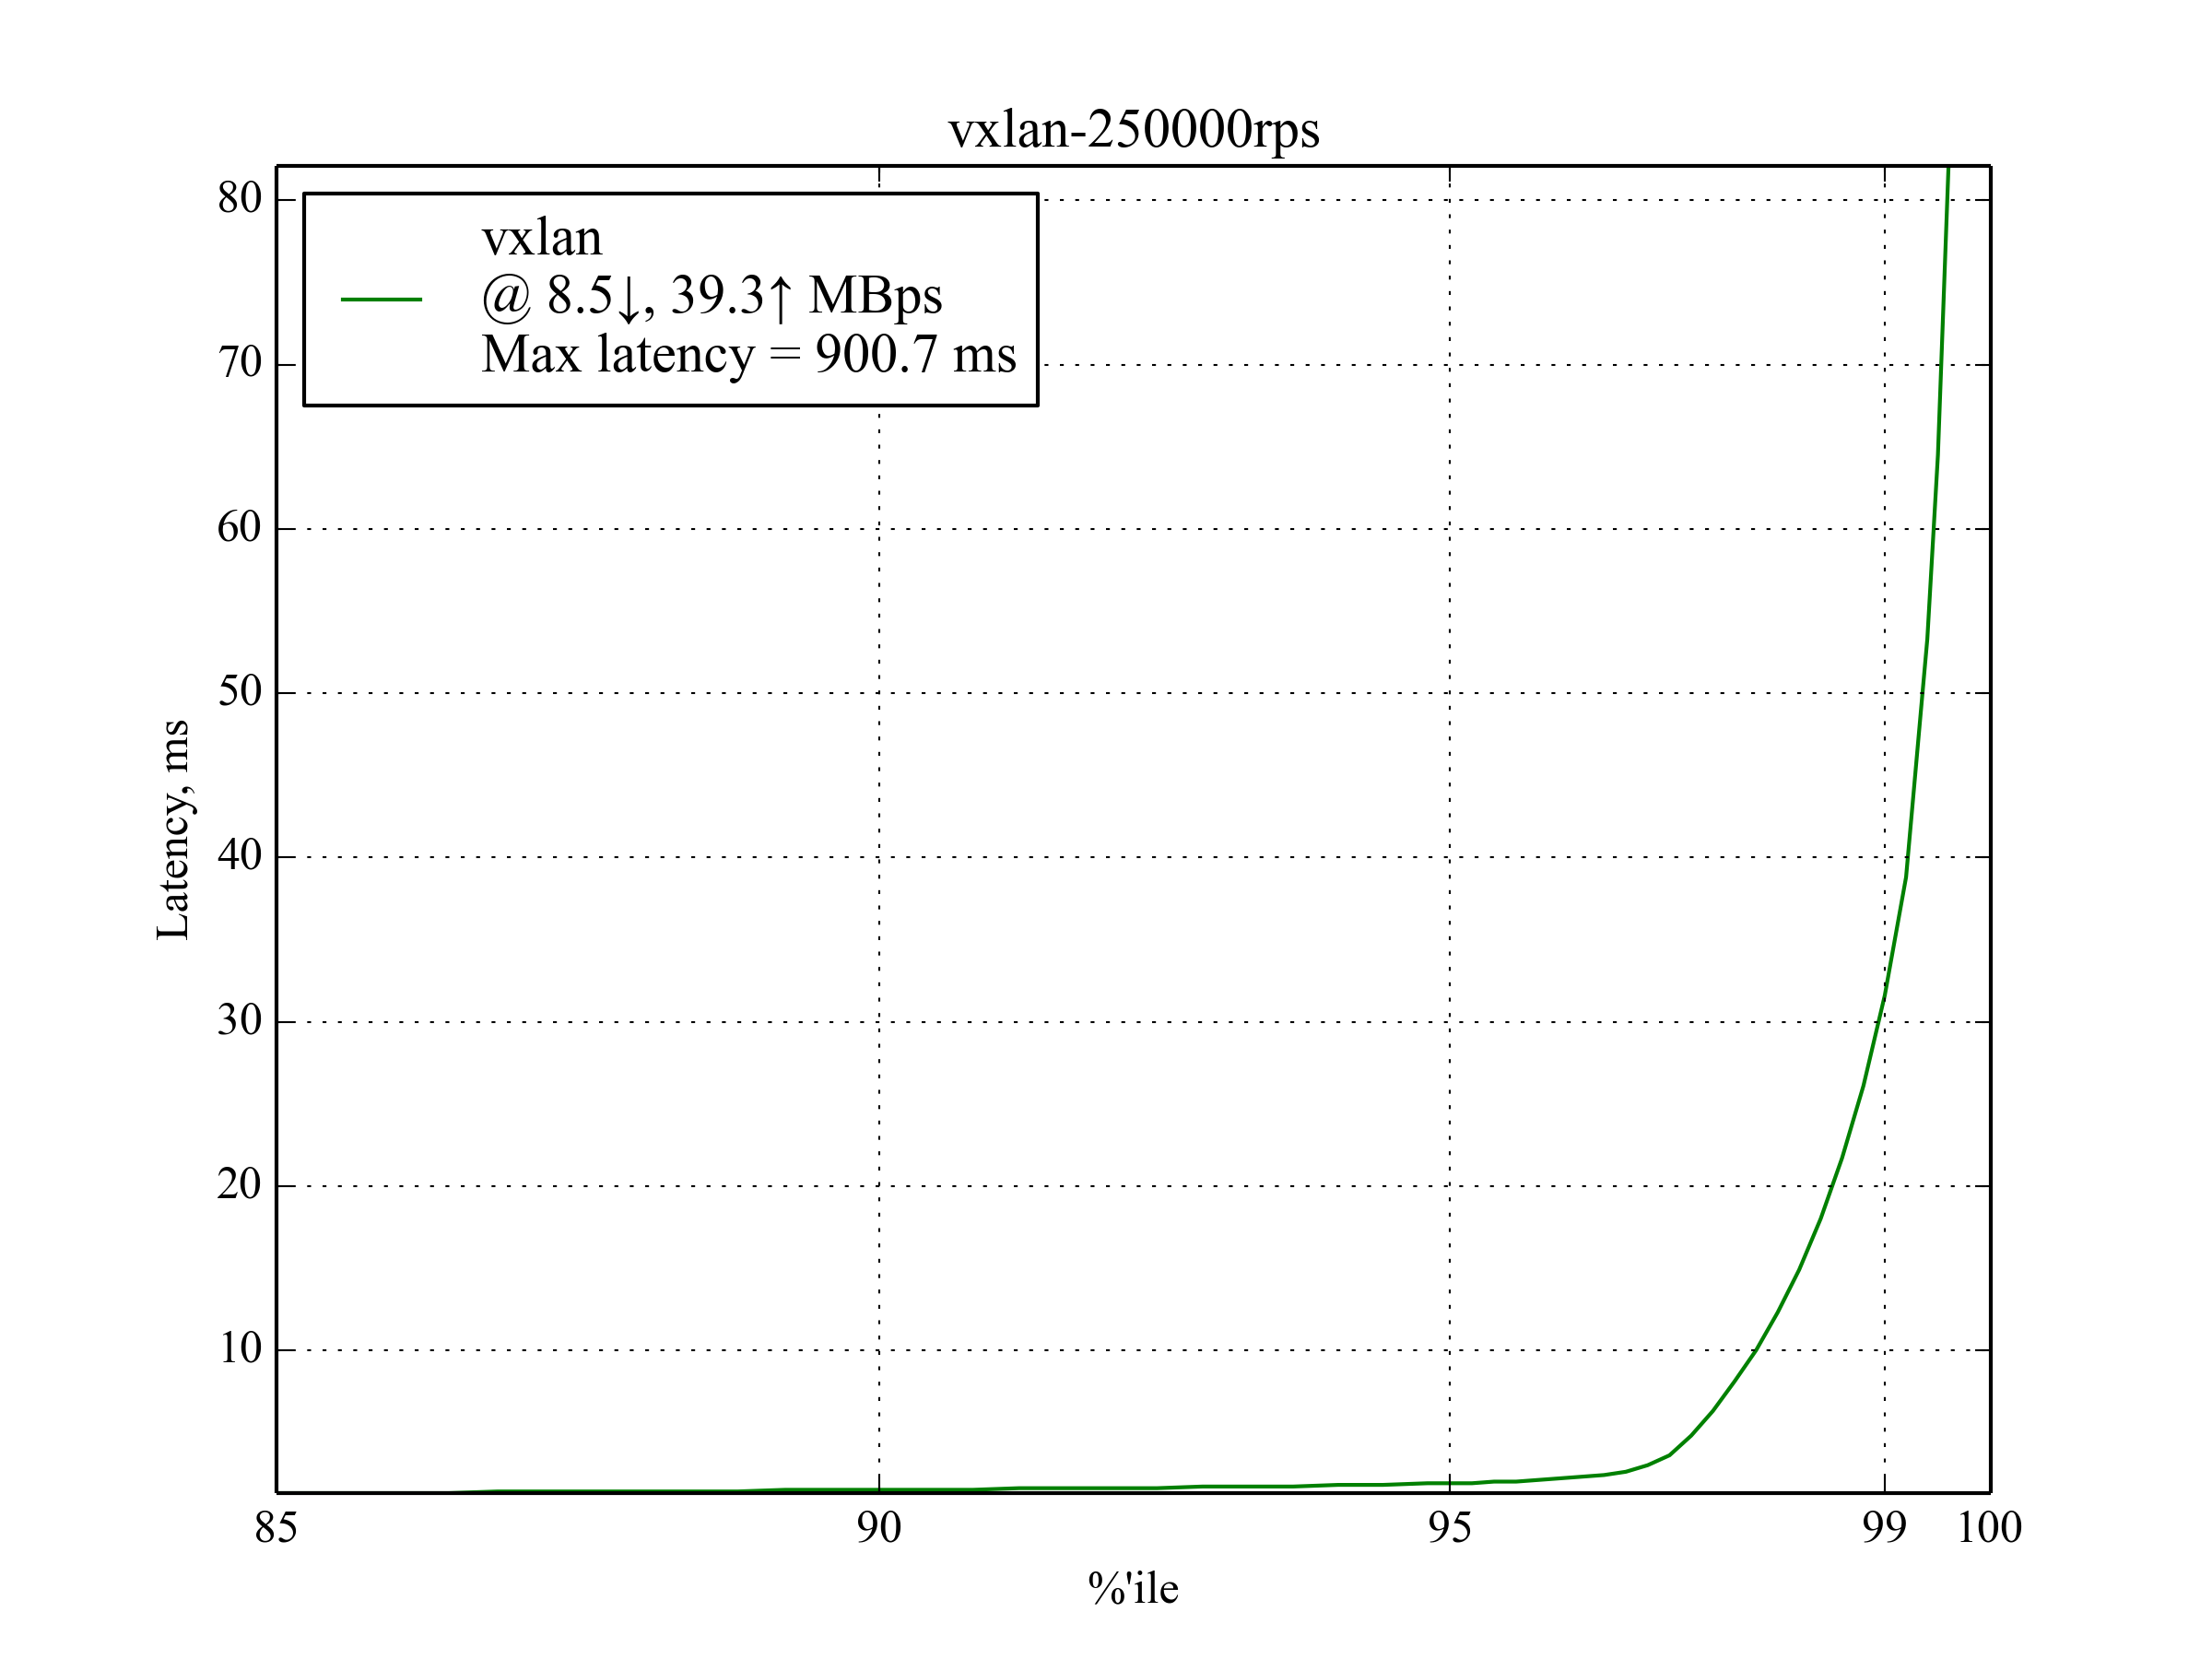 vxlan-250000rps
vxlan
@ 8.5↓, 39.3↑ MBps
Max latency = 900.7 ms
80
70
60
50
40
30
20
10
Latency, ms
85 90 95 99 100
%'ile